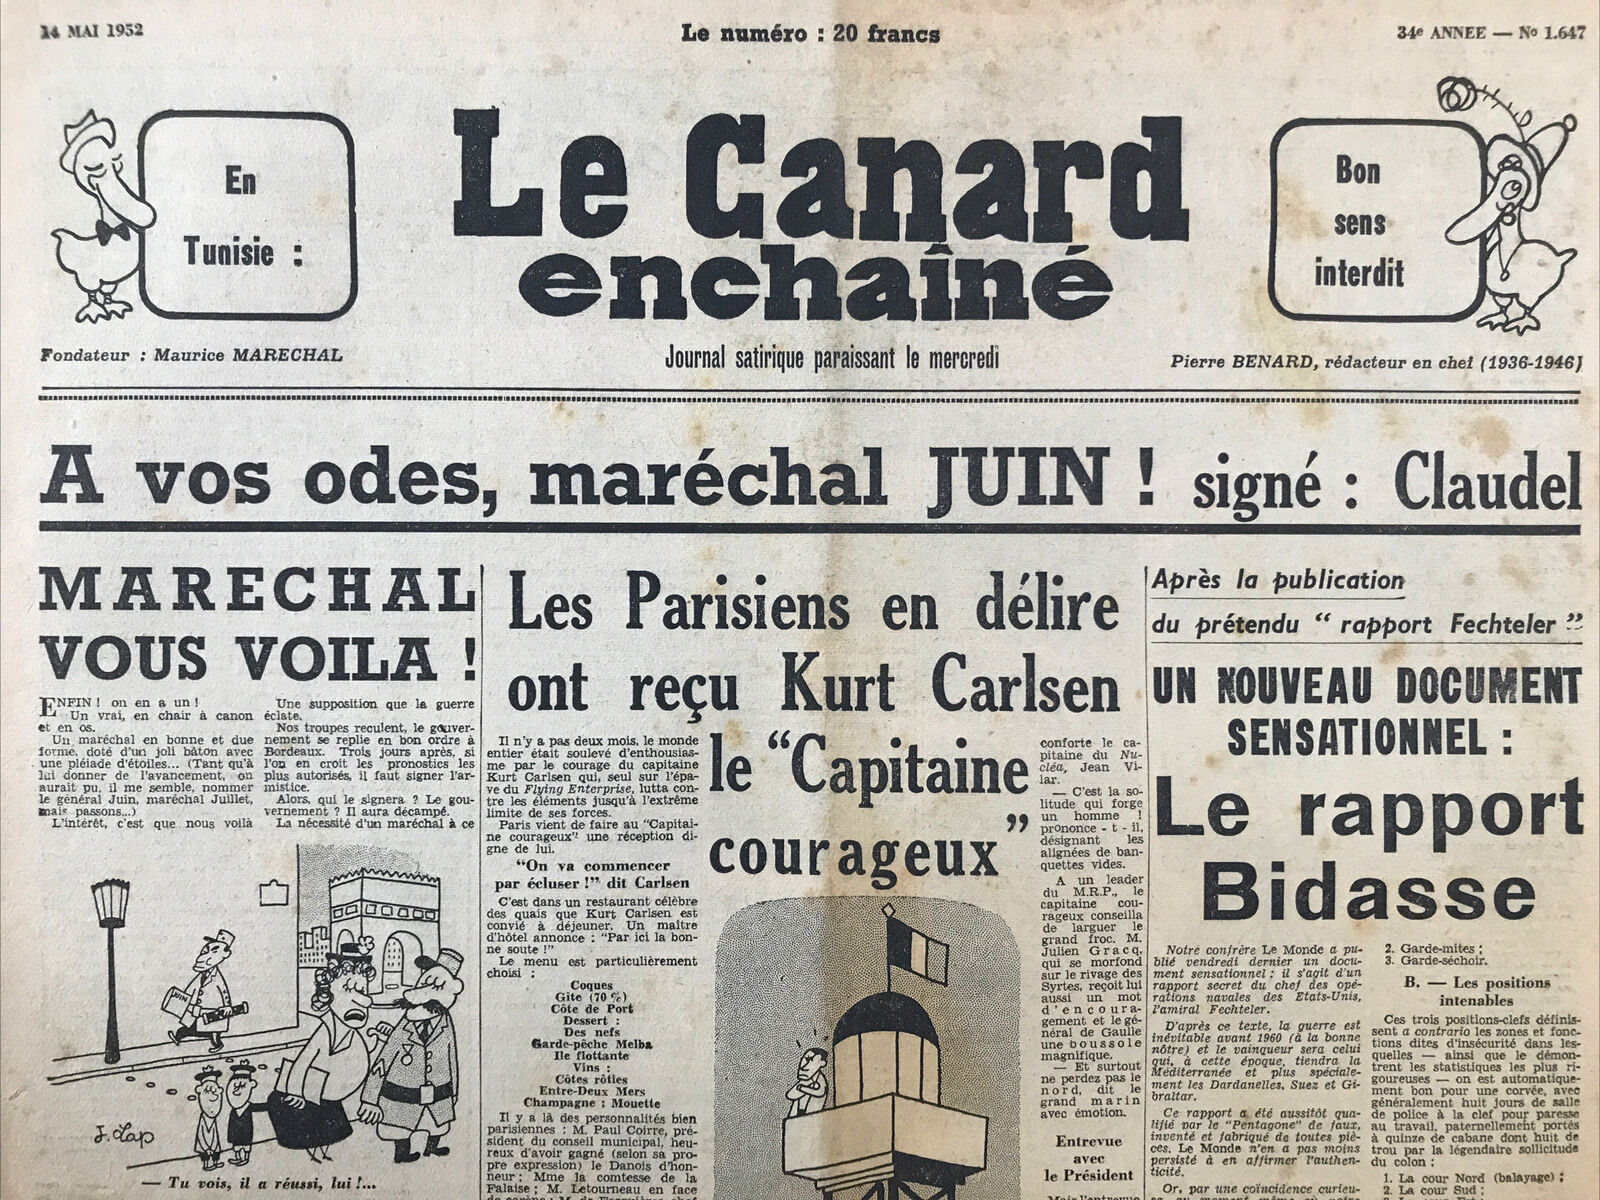 14 MAI 1952
Le numéro : 20 francs
34e ANNEE — No 1.647
En
Tunisie :
Le Canard
enchaîné
Bon
sens
interdit
Fondateur : Maurice MARECHAL
Journal satirique paraissant le mercredi
Pierre BENARD, rédacteur en chef (1936-1946)
A vos odes, maréchal JUIN ! signé : Claudel
MARECHAL
VOUS VOILA !
ENFIN ! on en a un !
Un vrai, en chair à canon
et en os.
Un maréchal en bonne et due
forme, doté d'un joli bâton avec
une pléiade d'étoiles... (Tant qu'à
lui donner de l'avancement, on
aurait pu, il me semble, nommer
le général Juin, maréchal Juillet,
mais passons...)
L'intérêt, c'est que nous voilà
Une supposition que la guerre
éclate.
Nos troupes reculent, le gouver-
nement se replie en bon ordre à
Bordeaux. Trois jours après, si
l'on en croit les pronostics les
plus autorisés, il faut signer l'ar-
mistice.
Alors, qui le signera ? Le gou-
vernement ? Il aura décampé.
La nécessité d'un maréchal à ce
JUIN
J. Lap
— Tu vois, il a réussi, lui !...
Les Parisiens en délire
ont reçu Kurt Carlsen
le “Capitaine
courageux”
Il n'y a pas deux mois, le monde
entier était soulevé d'enthousias-
me par le courage du capitaine
Kurt Carlsen qui, seul sur l'épa-
ve du Flying Enterprise, lutta con-
tre les éléments jusqu'à l'extrême
limite de ses forces.
Paris vient de faire au “Capitai-
ne courageux” une réception di-
gne de lui.
“On va commencer
par écluser !” dit Carlsen
C'est dans un restaurant célèbre
des quais que Kurt Carlsen est
convié à déjeuner. Un maître
d'hôtel annonce : “Par ici la bon-
ne soute !”
Le menu est particulièrement
choisi :
Coques
Gîte (70 %)
Côte de Port
Dessert :
Des nefs
Garde-pêche Melba
Ile flottante
Vins :
Côtes rôties
Entre-Deux Mers
Champagne : Mouette
Il y a là des personnalités bien
parisiennes : M. Paul Coirre, pré-
sident du conseil municipal, heu-
reux d'avoir gagné (selon sa pro-
pre expression) le Danois d'hon-
neur ; Mme la comtesse de la
Falaise ; M. Letourneau en face
conforte le ca-
pitaine du Nu-
cléa, Jean Vi-
lar.
— C'est la so-
litude qui forge
un homme !
prononce-t-il,
désignant les
alignées de ban-
quettes vides.
A un leader
du M.R.P., le
capitaine cou-
rageux conseilla
de larguer le
grand froc. M.
Julien Gracq,
qui se morfond
sur le rivage des
Syrtes, reçoit lui
aussi un mot
d'encoura-
gement et le gé-
néral de Gaulle
une boussole
magnifique.
— Et surtout
ne perdez pas le
nord, dit le
grand marin
avec émotion.
Entrevue
avec
le Président
Après la publication
du prétendu “ rapport Fechteler ”
UN NOUVEAU DOCUMENT
SENSATIONNEL :
Le rapport
Bidasse
Notre confrère Le Monde a pu-
blié vendredi dernier un docu-
ment sensationnel : il s'agit d'un
rapport secret du chef des opé-
rations navales des Etats-Unis,
l'amiral Fechteler.
D'après ce texte, la guerre est
inévitable avant 1960 (à la bonne
nôtre) et le vainqueur sera celui
qui, à cette époque, tiendra la
Méditerranée et plus spéciale-
ment les Dardanelles, Suez et Gi-
braltar.
Ce rapport a été aussitôt qua-
lifié par le “Pentagone” de faux,
inventé et fabriqué de toutes piè-
ces. Le Monde n'en a pas moins
persisté à en affirmer l'authen-
ticité.
Or, par une coïncidence curieu-
2. Garde-mites ;
3. Garde-séchoir.
B. — Les positions
intenables
Ces trois positions-clefs définis-
sent a contrario les zones et fonc-
tions dites d'insécurité dans les-
quelles — ainsi que le démon-
trent les statistiques les plus ri-
goureuses — on est automatique-
ment bon pour une corvée, avec
généralement huit jours de salle
de police à la clef pour paresse
au travail, paternellement portés
à quinze de cabane dont huit de
trou par la légendaire sollicitude
du colon :
1. La cour Nord (balayage) ;
2. La cour Sud ;